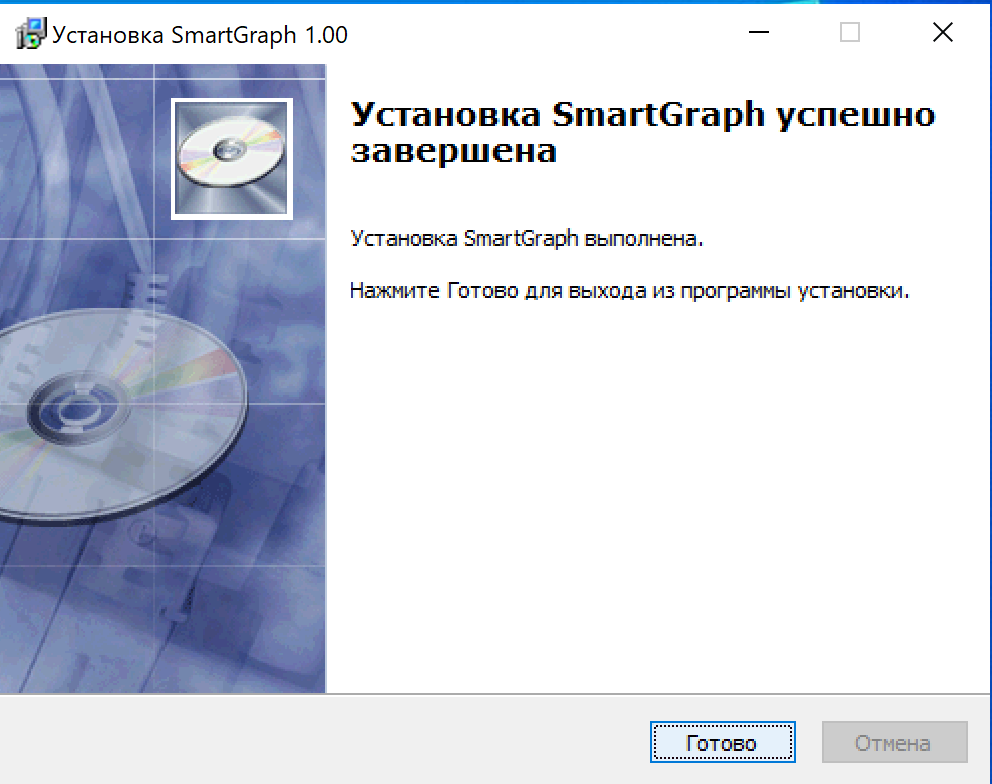 Установка SmartGraph 1.00
Установка SmartGraph успешно
завершена
Установка SmartGraph выполнена.
Нажмите Готово для выхода из программы установки.
Готово
Отмена